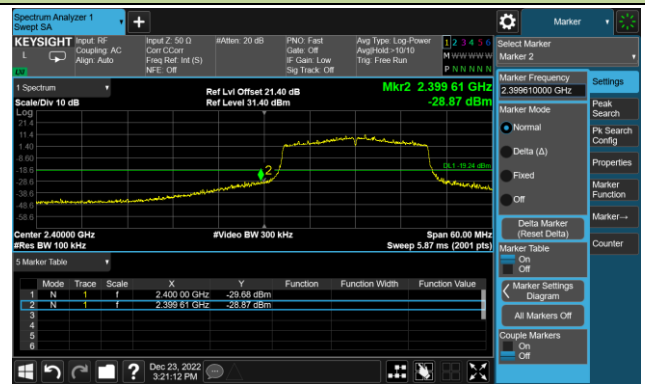 Spectrum Analyzer 1
Swept SA
Marker
KEYSIGHT
L
Input: RF
Coupling: AC
Align: Auto
Input Z: 50 Ω
Corr CCorr
Freq Ref: Int (S)
NFE: Off
#Atten: 20 dB
PNO: Fast
Gate: Off
IF Gain: Low
Sig Track: Off
Avg Type: Log-Power
Avg|Hold:>10/10
Trig: Free Run
1 2 3 4 5 6
M W W W W W
P N N N N N
Select Marker
Marker 2
1 Spectrum
Scale/Div 10 dB
Ref Lvl Offset 21.40 dB
Ref Level 31.40 dBm
Mkr2 2.399 61 GHz
-28.87 dBm
Log
21.4
11.4
1.40
-8.60
-18.6
-28.6
-38.6
-48.6
-58.6
2
DL1 -19.24 dBm
Center 2.40000 GHz
#Res BW 100 kHz
#Video BW 300 kHz
Span 60.00 MHz
Sweep 5.87 ms (2001 pts)
5 Marker Table
Mode Trace Scale X Y Function Function Width Function Value
1 N 1 f 2.400 00 GHz -29.68 dBm
2 N 1 f 2.399 61 GHz -28.87 dBm
3
4
5
6
Marker Frequency
2.399610000 GHz
Marker Mode
Normal
Delta (Δ)
Fixed
Off
Delta Marker
(Reset Delta)
Marker Table
On
Off
Marker Settings
Diagram
All Markers Off
Couple Markers
On
Off
Settings
Peak
Search
Pk Search
Config
Properties
Marker
Function
Marker→
Counter
Dec 23, 2022
3:21:12 PM